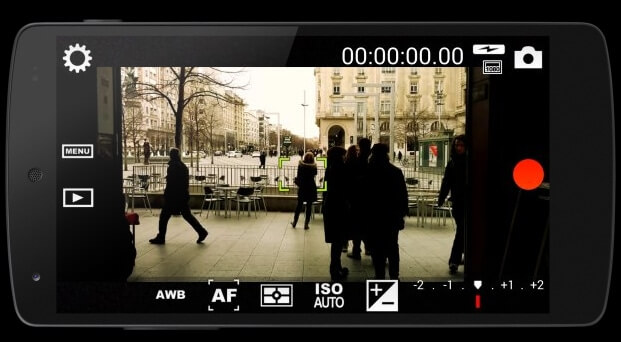 00:00:00.00
MENU
AWB
AF
ISO
AUTO
-2 . -1 . . +1 . +2